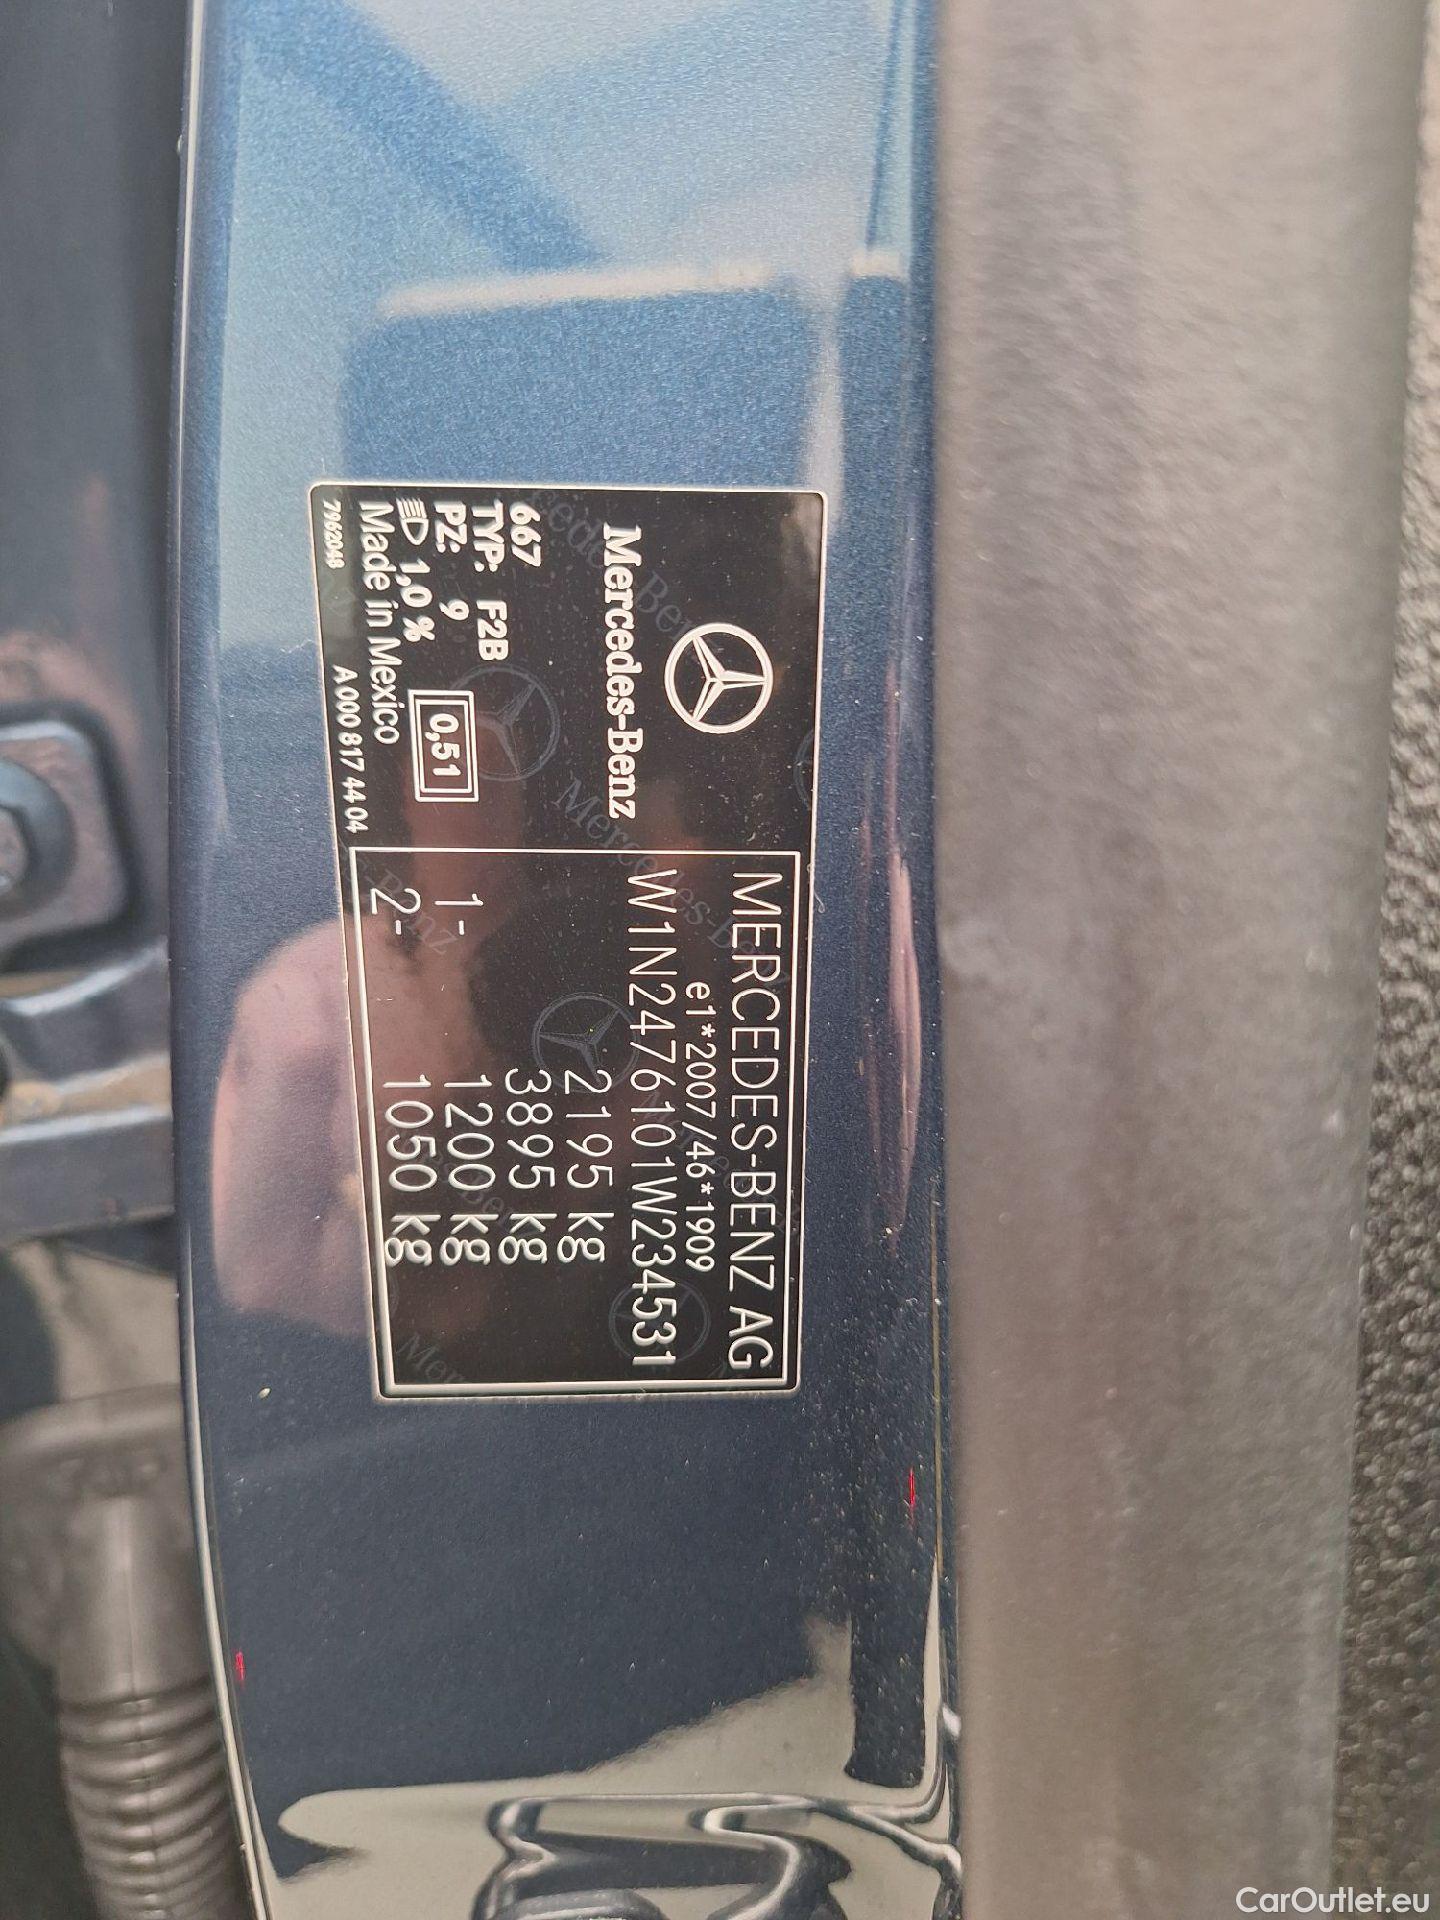 Mercedes-Benz
667
TYP: F2B
PZ: 9
1,0 %
0,51
Made in Mexico
7962048
A 000 817 44 04
MERCEDES-BENZ AG
e1*2007/46*1909
W1N2476101W234531
2195 kg
3895 kg
1- 1200 kg
2- 1050 kg
CarOutlet.eu